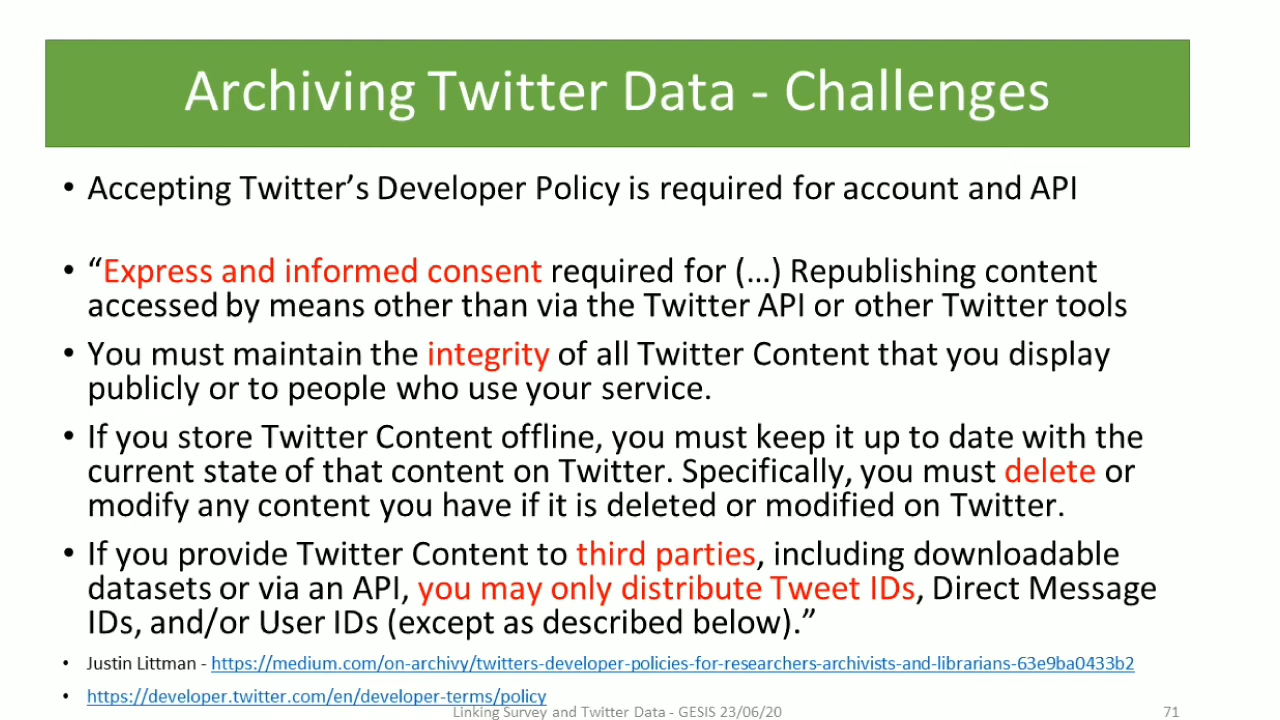 Archiving Twitter Data - Challenges
• Accepting Twitter’s Developer Policy is required for account and API
• “Express and informed consent required for (…) Republishing content
accessed by means other than via the Twitter API or other Twitter tools
• You must maintain the integrity of all Twitter Content that you display
publicly or to people who use your service.
• If you store Twitter Content offline, you must keep it up to date with the
current state of that content on Twitter. Specifically, you must delete or
modify any content you have if it is deleted or modified on Twitter.
• If you provide Twitter Content to third parties, including downloadable
datasets or via an API, you may only distribute Tweet IDs, Direct Message
IDs, and/or User IDs (except as described below).”
• Justin Littman - https://medium.com/on-archivy/twitters-developer-policies-for-researchers-archivists-and-librarians-63e9ba0433b2
• https://developer.twitter.com/en/developer-terms/policy
Linking Survey and Twitter Data - GESIS 23/06/20
71